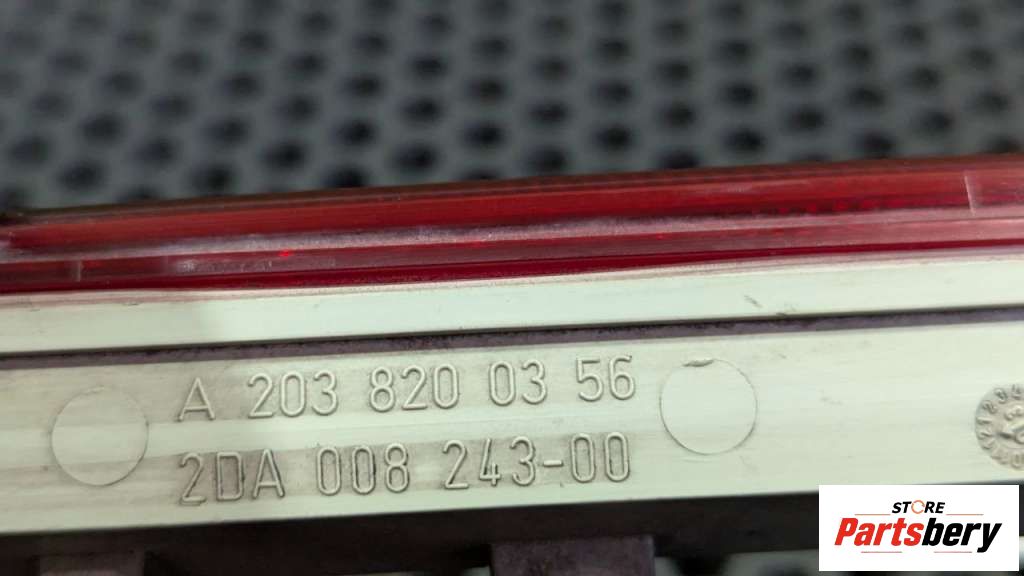 A 203 820 03 56
2DA 008 243-00
STORE
Partsbery